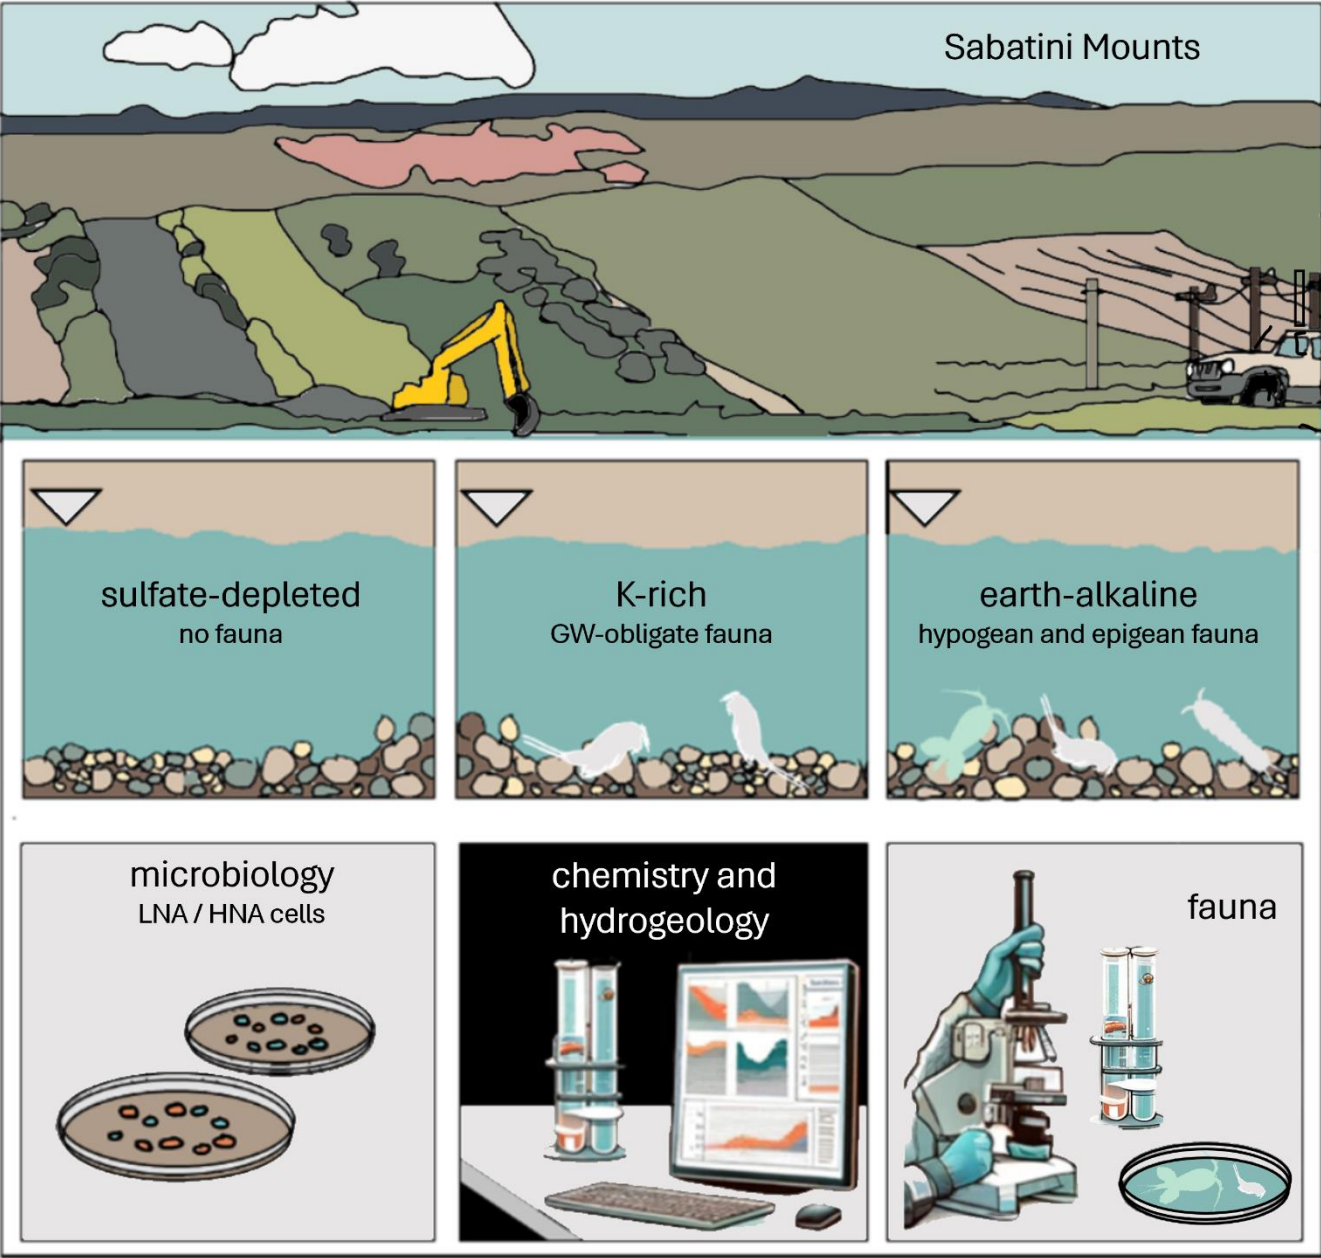 Sabatini Mounts
sulfate-depleted
no fauna
K-rich
GW-obligate fauna
earth-alkaline
hypogean and epigean fauna
microbiology
LNA / HNA cells
chemistry and
hydrogeology
fauna